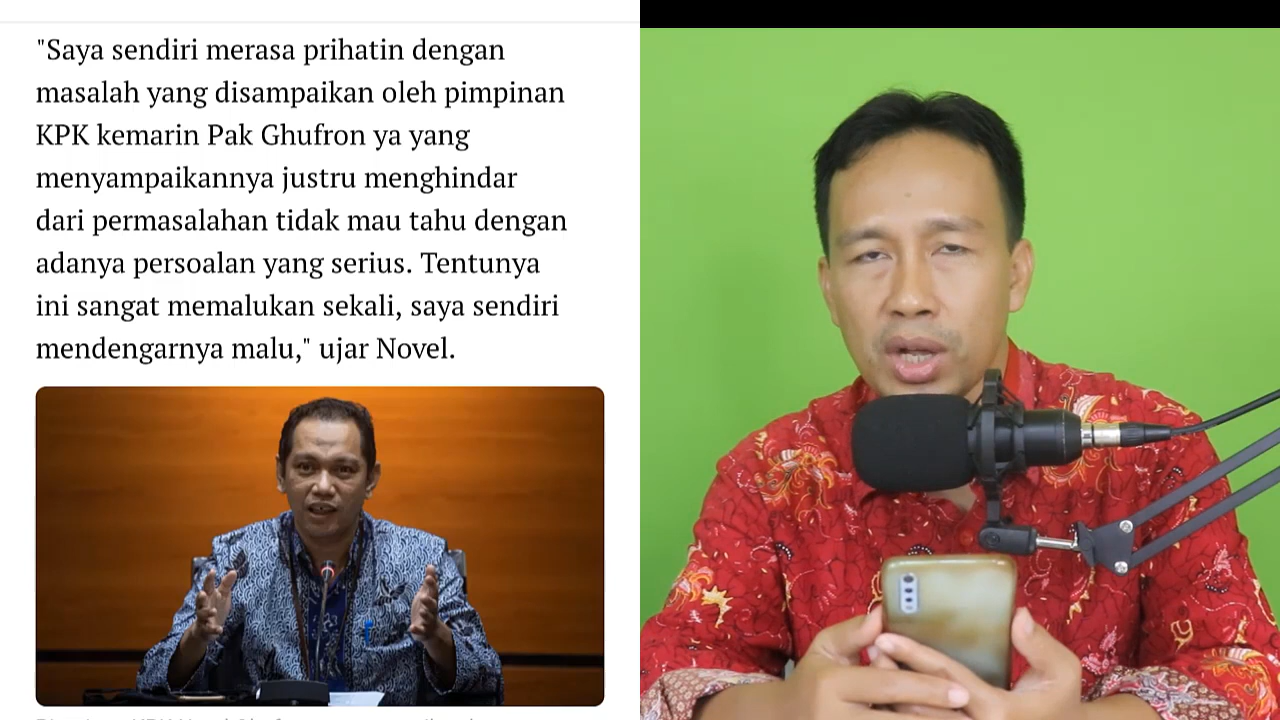 "Saya sendiri merasa prihatin dengan
masalah yang disampaikan oleh pimpinan
KPK kemarin Pak Ghufron ya yang
menyampaikannya justru menghindar
dari permasalahan tidak mau tahu dengan
adanya persoalan yang serius. Tentunya
ini sangat memalukan sekali, saya sendiri
mendengarnya malu," ujar Novel.